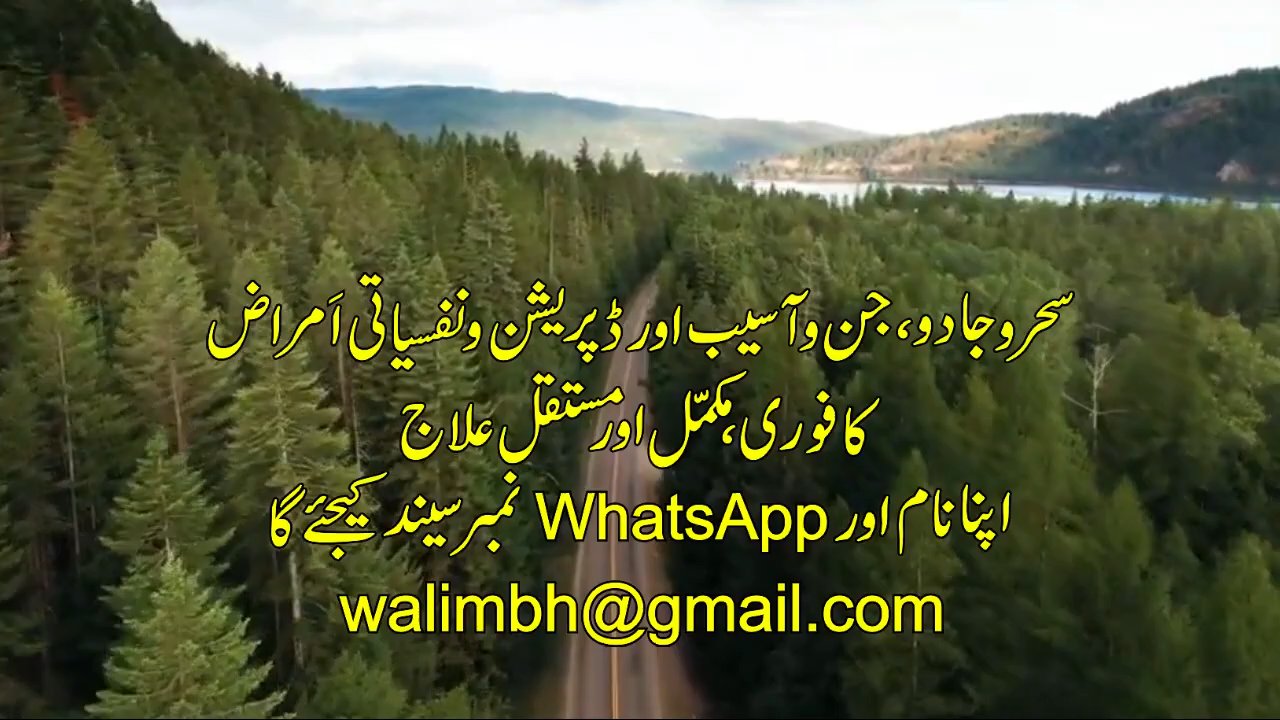 سحر و جادو، جن و آسیب اور ڈپریشن و نفسیاتی اَمراض
کا فوری، مکمّل اور مستقل علاج
اپنا نام اور WhatsApp نمبر سیند کیجئے گا
walimbh@gmail.com